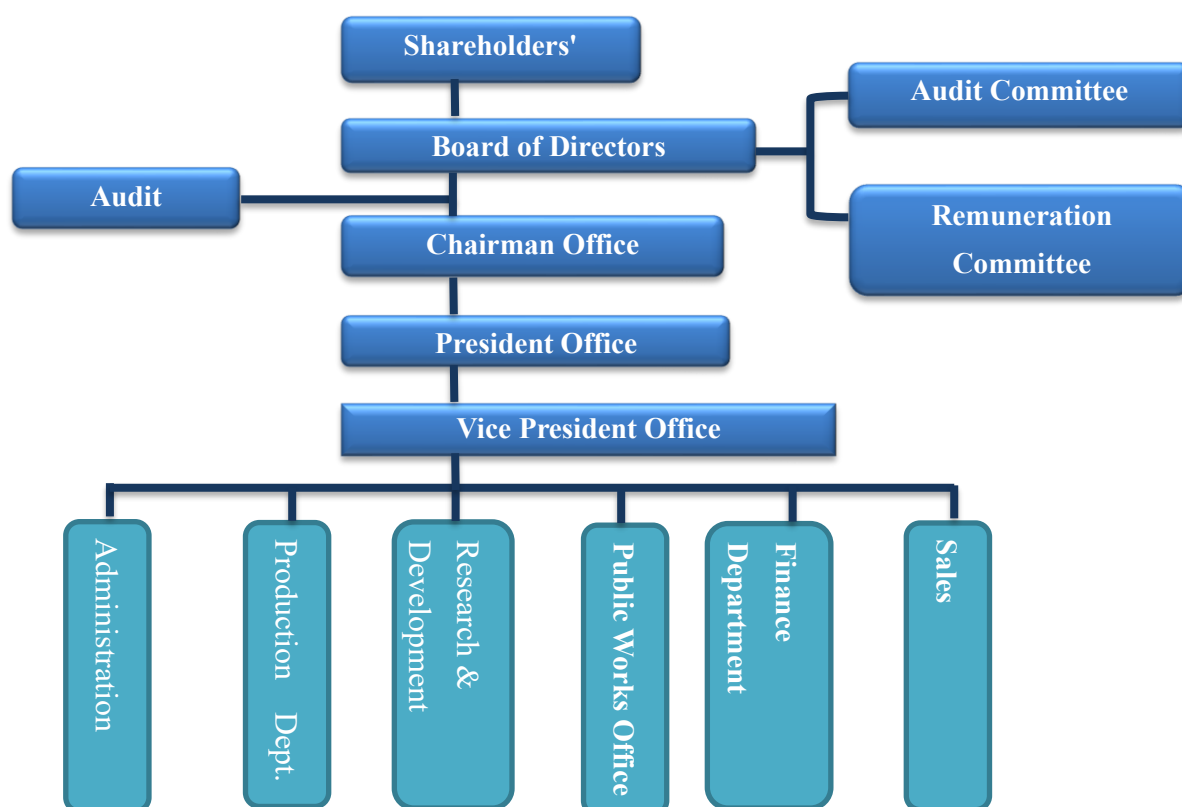 Shareholders'
Audit Committee
Board of Directors
Audit
Remuneration
Committee
Chairman Office
President Office
Vice President Office
Administration
Production Dept.
Research &
Development
Public Works Office
Finance
Department
Sales